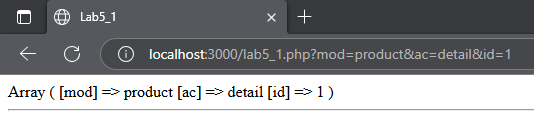 Lab5_1
localhost:3000/lab5_1.php?mod=product&ac=detail&id=1
Array ( [mod] => product [ac] => detail [id] => 1 )